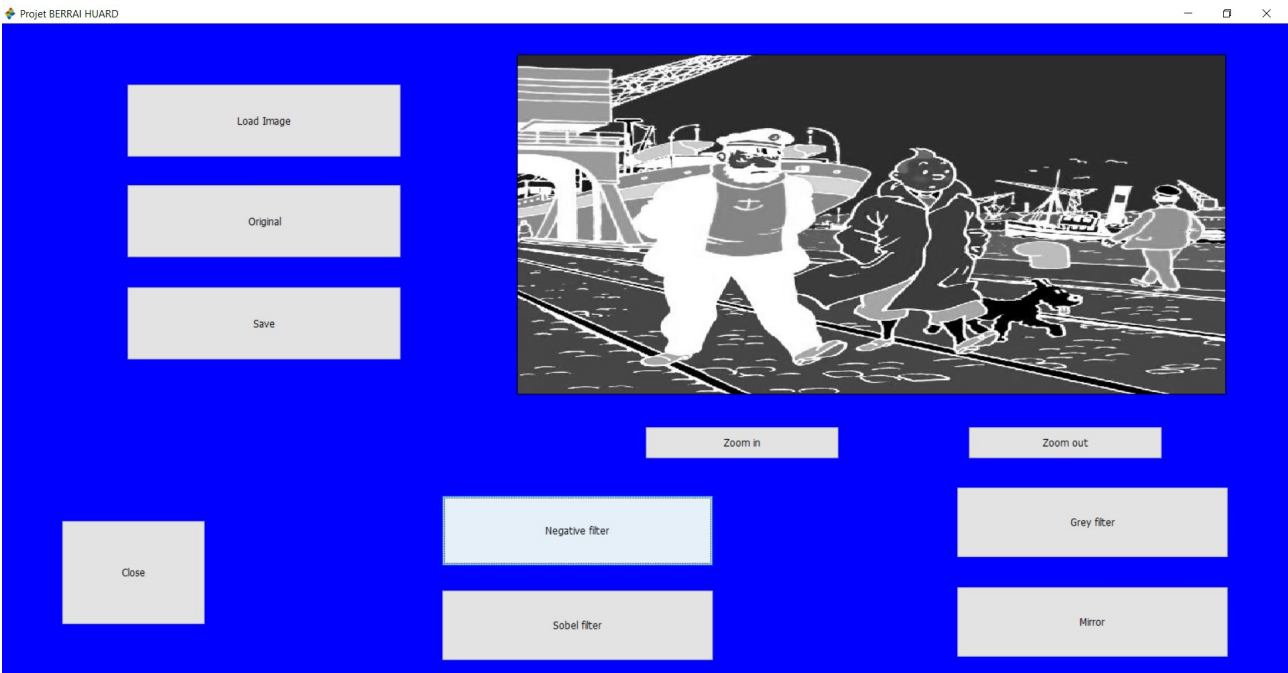 Projet BERRAI HUARD
Load Image
Original
Save
Zoom in
Zoom out
Negative filter
Grey filter
Close
Sobel filter
Mirror